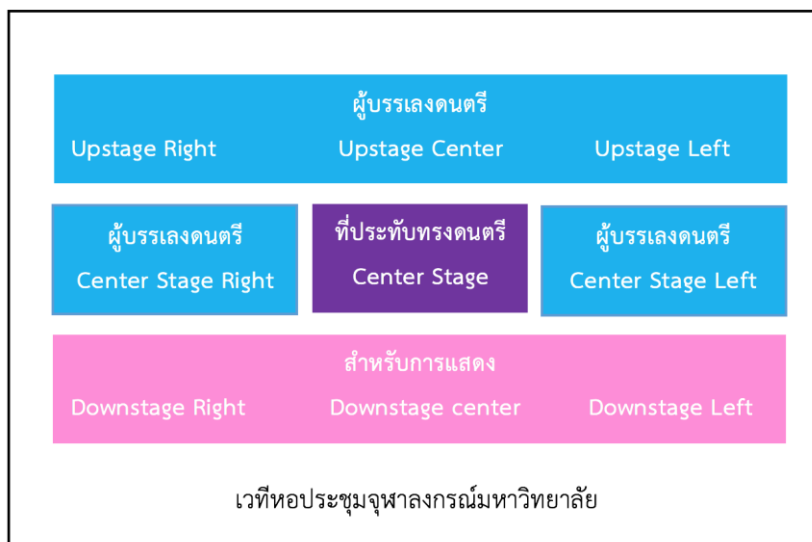 ผู้บรรเลงดนตรี
Upstage Right Upstage Center Upstage Left
ผู้บรรเลงดนตรี ที่ประทับทรงดนตรี ผู้บรรเลงดนตรี
Center Stage Right Center Stage Center Stage Left
สำหรับการแสดง
Downstage Right Downstage center Downstage Left
เวทีหอประชุมจุฬาลงกรณ์มหาวิทยาลัย